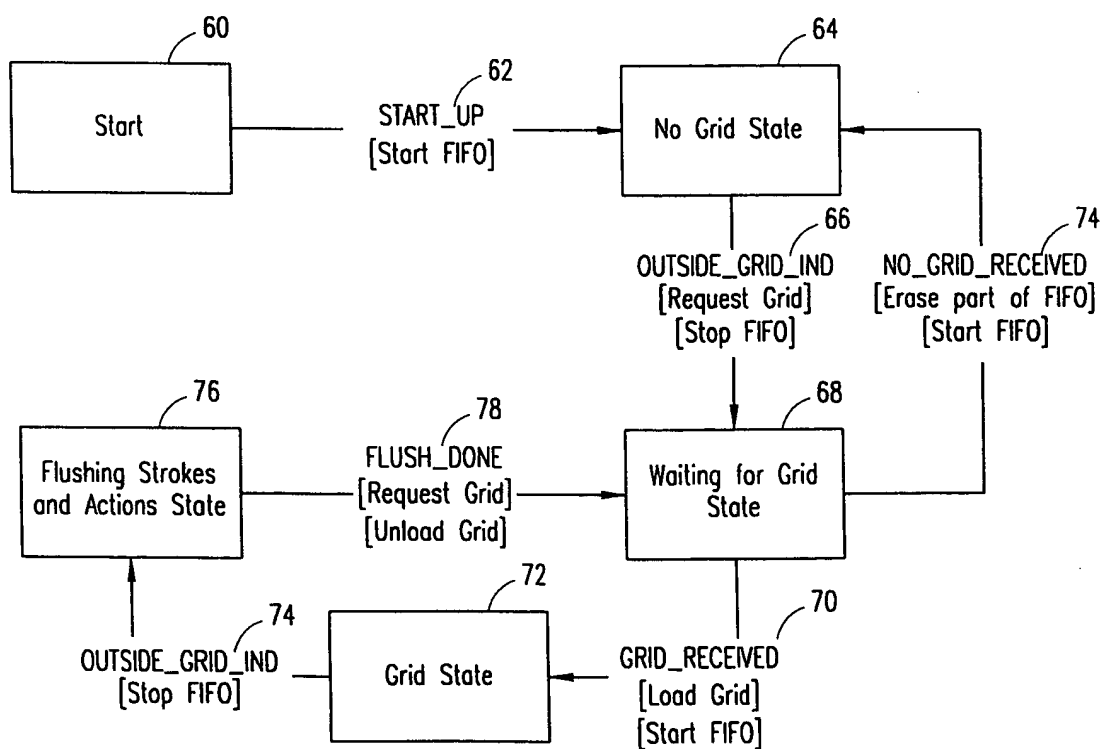 60
Start
62
START_UP
[Start FIFO]
64
No Grid State
66
OUTSIDE_GRID_IND
[Request Grid]
[Stop FIFO]
74
NO_GRID_RECEIVED
[Erase part of FIFO]
[Start FIFO]
76
Flushing Strokes
and Actions State
78
FLUSH_DONE
[Request Grid]
[Unload Grid]
68
Waiting for Grid
State
74
OUTSIDE_GRID_IND
[Stop FIFO]
72
Grid State
70
GRID_RECEIVED
[Load Grid]
[Start FIFO]